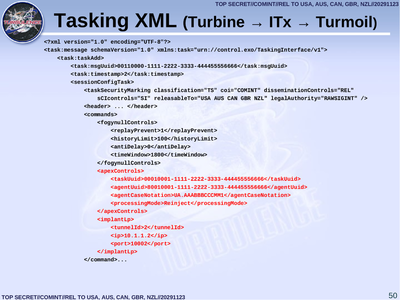 TOP SECRET//COMINT//REL TO USA, AUS, CAN, GBR, NZL//20291123
Tasking XML (Turbine → ITx → Turmoil)
<?xml version="1.0" encoding="UTF-8"?>
<task:message schemaVersion="1.0" xmlns:task="urn://control.exo/TaskingInterface/v1">
<task:taskAdd>
<task:msgUuid>00110000-1111-2222-3333-444455556666</task:msgUuid>
<task:timestamp>2</task:timestamp>
<sessionConfigTask>
<taskSecurityMarking classification="TS" coi="COMINT" disseminationControls="REL"
sCIcontrols="SI" releasableTo="USA AUS CAN GBR NZL" legalAuthority="RAWSIGINT" />
<header> ... </header>
<commands>
<fogynullControls>
<replayPrevent>1</replayPrevent>
<historyLimit>100</historyLimit>
<antiDelay>0</antiDelay>
<timeWindow>1800</timeWindow>
</fogynullControls>
<apexControls>
<taskUuid>00010001-1111-2222-3333-444455556666</taskUuid>
<agentUuid>00010001-1111-2222-3333-444455556666</agentUuid>
<agentCaseNotation>UA.AAABBBCCCMM1</agentCaseNotation>
<processingMode>Reinject</processingMode>
</apexControls>
<implantLp>
<tunnelId>2</tunnelId>
<ip>10.1.1.2</ip>
<port>10002</port>
</implantLp>
</command>...
TOP SECRET//COMINT//REL TO USA, AUS, CAN, GBR, NZL//20291123
50